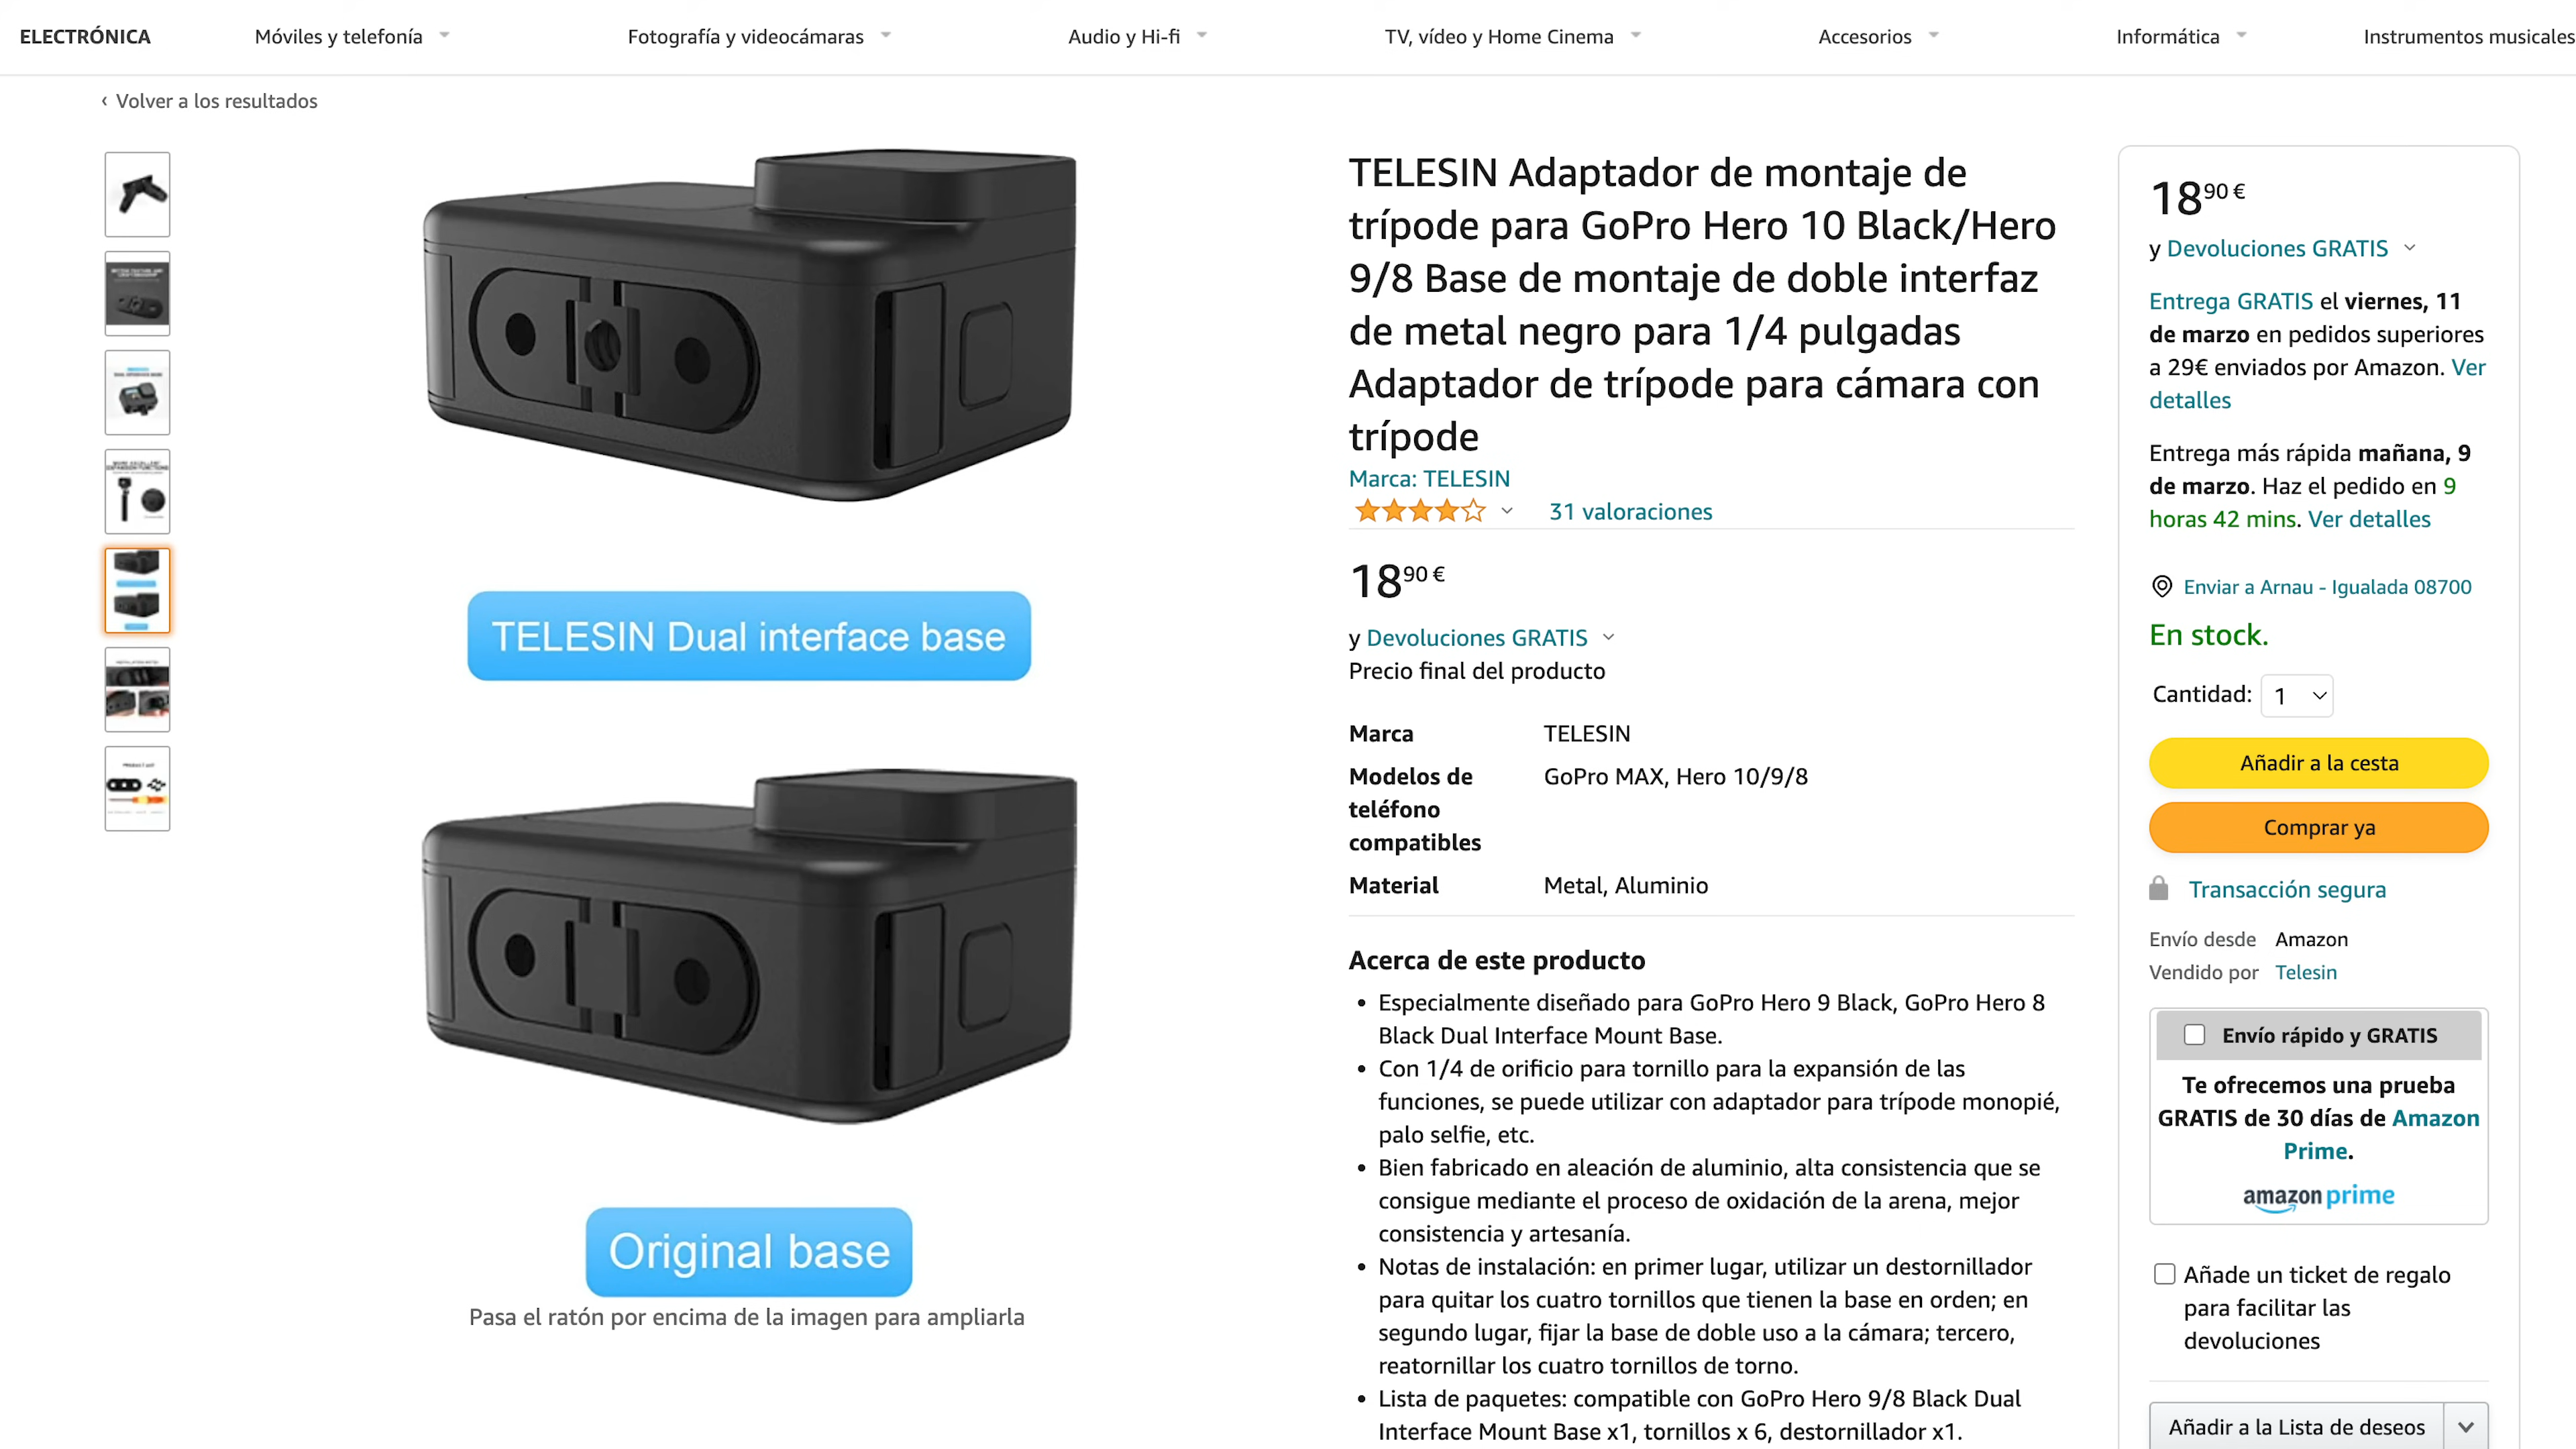 ELECTRÓNICA
Móviles y telefonía
Fotografía y videocámaras
Audio y Hi-fi
TV, vídeo y Home Cinema
Accesorios
Informática
Instrumentos musicales
‹ Volver a los resultados
TELESIN Dual interface base
Original base
Pasa el ratón por encima de la imagen para ampliarla
TELESIN Adaptador de montaje de
trípode para GoPro Hero 10 Black/Hero
9/8 Base de montaje de doble interfaz
de metal negro para 1/4 pulgadas
Adaptador de trípode para cámara con
trípode
Marca: TELESIN
31 valoraciones
1890 €
y Devoluciones GRATIS
Precio final del producto
Marca TELESIN
Modelos de GoPro MAX, Hero 10/9/8
teléfono
compatibles
Material Metal, Aluminio
Acerca de este producto
• Especialmente diseñado para GoPro Hero 9 Black, GoPro Hero 8
Black Dual Interface Mount Base.
• Con 1/4 de orificio para tornillo para la expansión de las
funciones, se puede utilizar con adaptador para trípode monopié,
palo selfie, etc.
• Bien fabricado en aleación de aluminio, alta consistencia que se
consigue mediante el proceso de oxidación de la arena, mejor
consistencia y artesanía.
• Notas de instalación: en primer lugar, utilizar un destornillador
para quitar los cuatro tornillos que tienen la base en orden; en
segundo lugar, fijar la base de doble uso a la cámara; tercero,
reatornillar los cuatro tornillos de torno.
• Lista de paquetes: compatible con GoPro Hero 9/8 Black Dual
Interface Mount Base x1, tornillos x 6, destornillador x1.
1890 €
y Devoluciones GRATIS
Entrega GRATIS el viernes, 11
de marzo en pedidos superiores
a 29€ enviados por Amazon. Ver
detalles
Entrega más rápida mañana, 9
de marzo. Haz el pedido en 9
horas 42 mins. Ver detalles
Enviar a Arnau - Igualada 08700
En stock.
Cantidad: 1
Añadir a la cesta
Comprar ya
Transacción segura
Envío desde Amazon
Vendido por Telesin
Envío rápido y GRATIS
Te ofrecemos una prueba
GRATIS de 30 días de Amazon
Prime.
amazon prime
Añade un ticket de regalo
para facilitar las
devoluciones
Añadir a la Lista de deseos